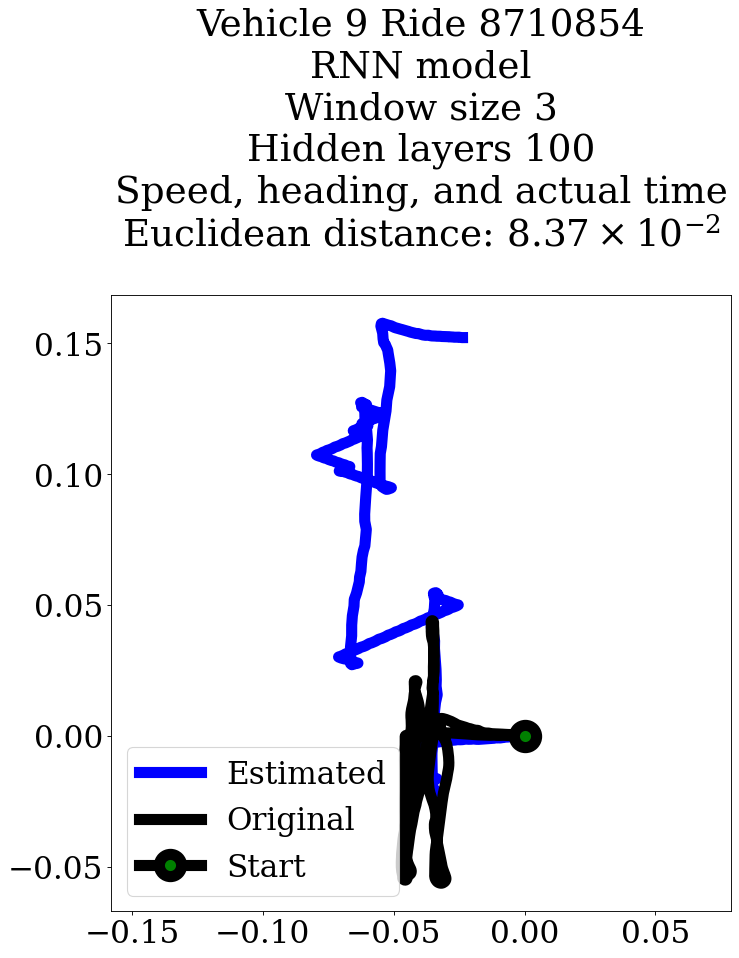 Vehicle 9 Ride 8710854
RNN model
Window size 3
Hidden layers 100
Speed, heading, and actual time
Euclidean distance: 8.37 × 10⁻²
0.15
0.10
0.05
0.00
−0.05
Estimated
Original
Start
−0.15 −0.10 −0.05 0.00 0.05